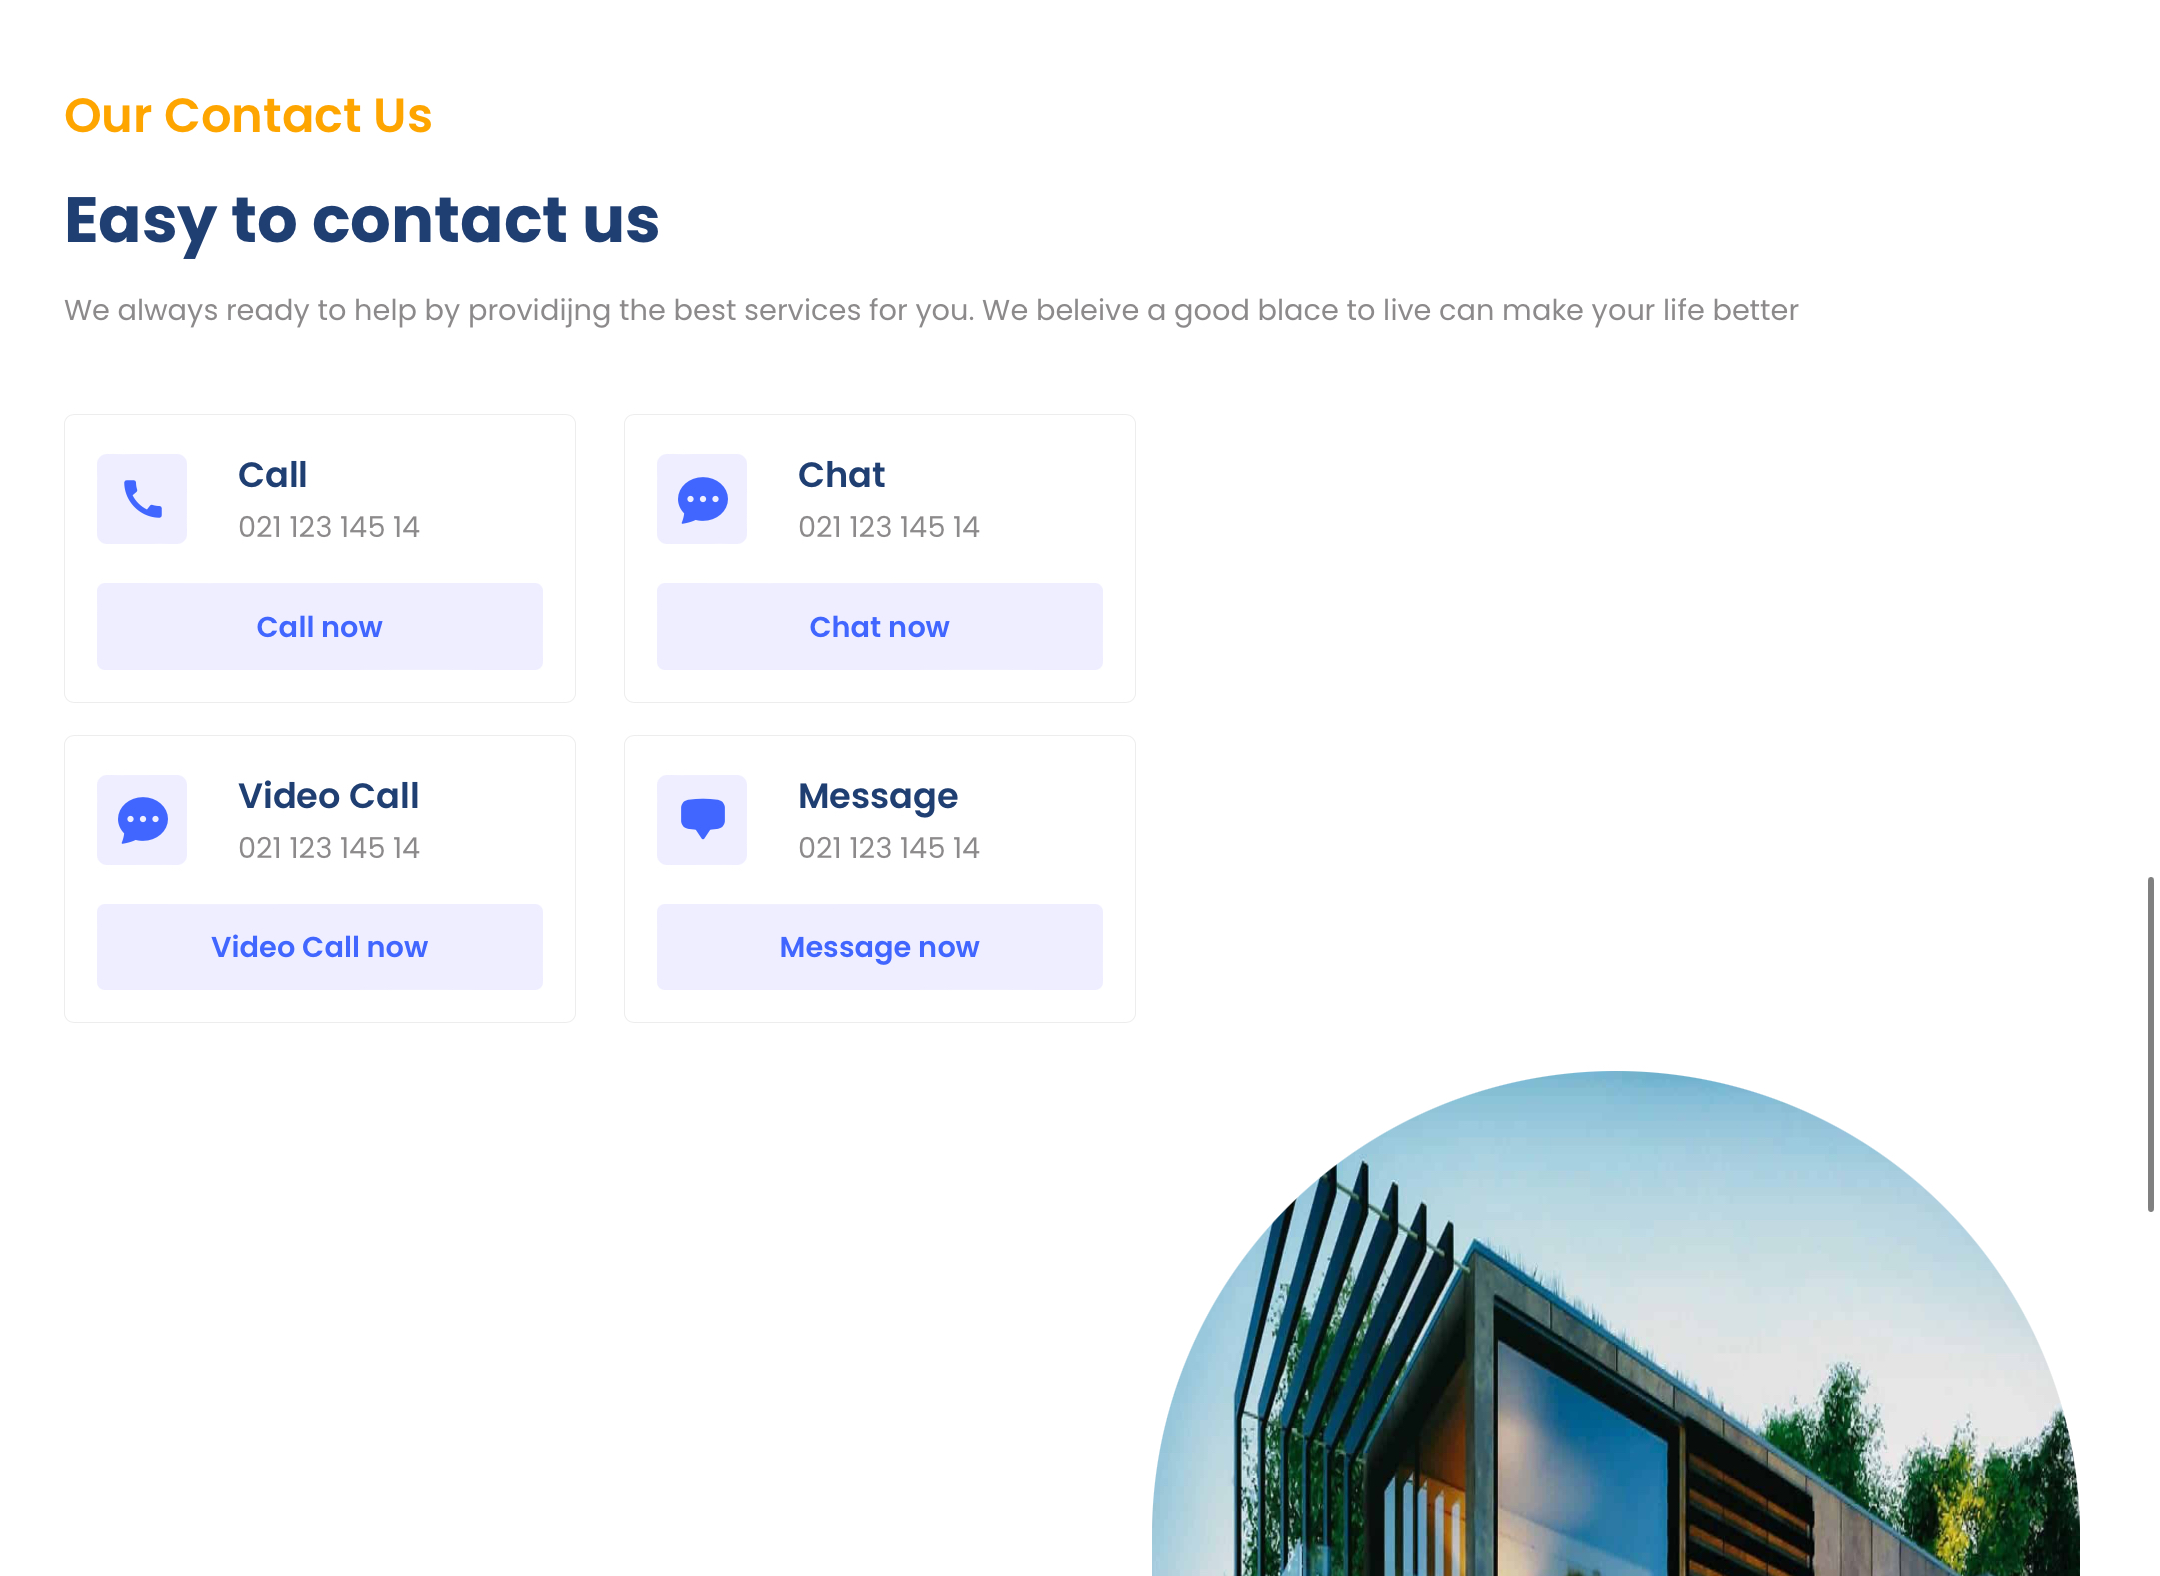 Our Contact Us
Easy to contact us
We always ready to help by providijng the best services for you. We beleive a good blace to live can make your life better
Call
021 123 145 14
Call now
Chat
021 123 145 14
Chat now
Video Call
021 123 145 14
Video Call now
Message
021 123 145 14
Message now